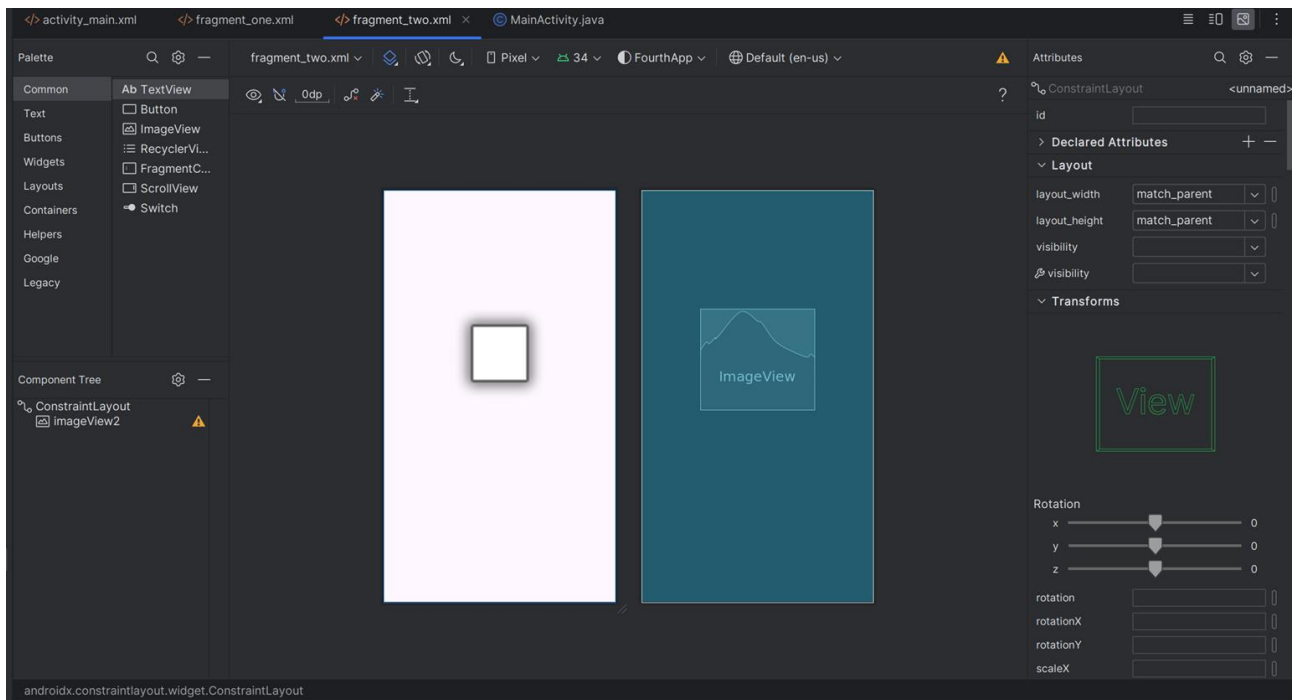 activity_main.xml
fragment_one.xml
fragment_two.xml
MainActivity.java
Palette
fragment_two.xml
Pixel
34
FourthApp
Default (en-us)
Attributes
Common
Text
Buttons
Widgets
Layouts
Containers
Helpers
Google
Legacy
Ab TextView
Button
ImageView
RecyclerVi...
FragmentC...
ScrollView
Switch
0dp
?
ConstraintLayout <unnamed>
id
Declared Attributes
Layout
layout_width match_parent
layout_height match_parent
visibility
visibility
Transforms
View
ImageView
Component Tree
ConstraintLayout
imageView2
Rotation
x 0
y 0
z 0
rotation
rotationX
rotationY
scaleX
androidx.constraintlayout.widget.ConstraintLayout